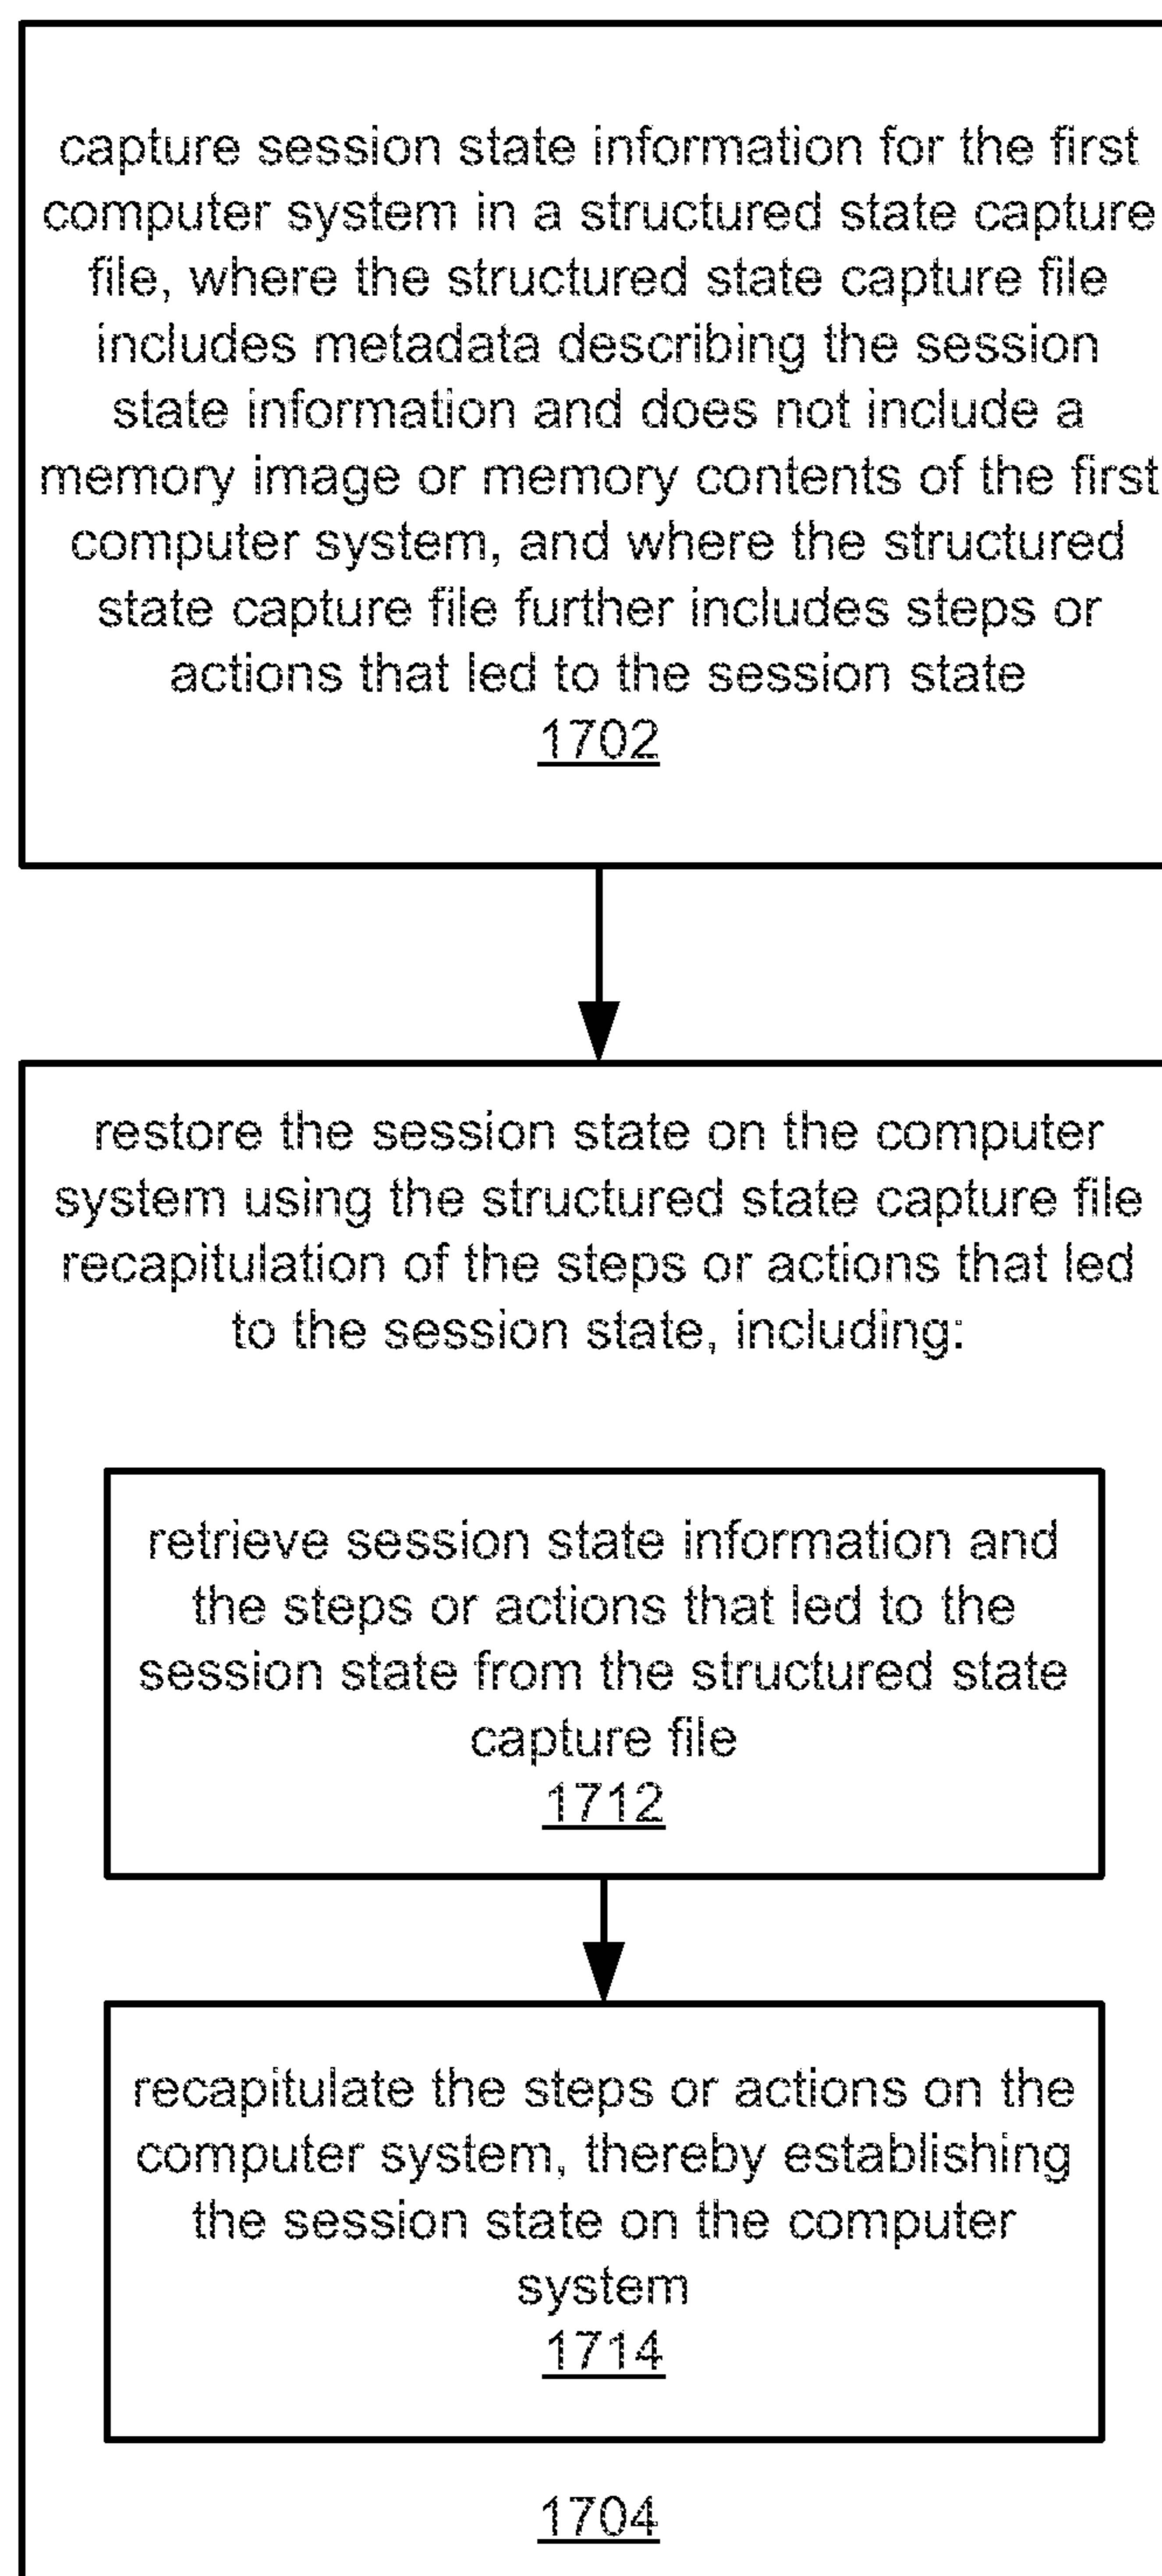 capture session state information for the first
computer system in a structured state capture
file, where the structured state capture file
includes metadata describing the session
state information and does not include a
memory image or memory contents of the first
computer system, and where the structured
state capture file further includes steps or
actions that led to the session state
1702
restore the session state on the computer
system using the structured state capture file
recapitulation of the steps or actions that led
to the session state, including:
retrieve session state information and
the steps or actions that led to the
session state from the structured state
capture file
1712
recapitulate the steps or actions on the
computer system, thereby establishing
the session state on the computer
system
1714
1704